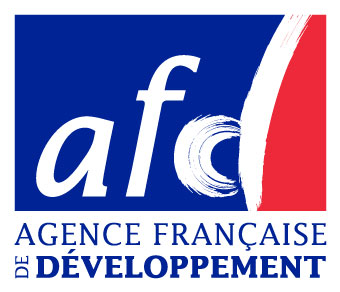 afd
AGENCE FRANÇAISE
DE DÉVELOPPEMENT